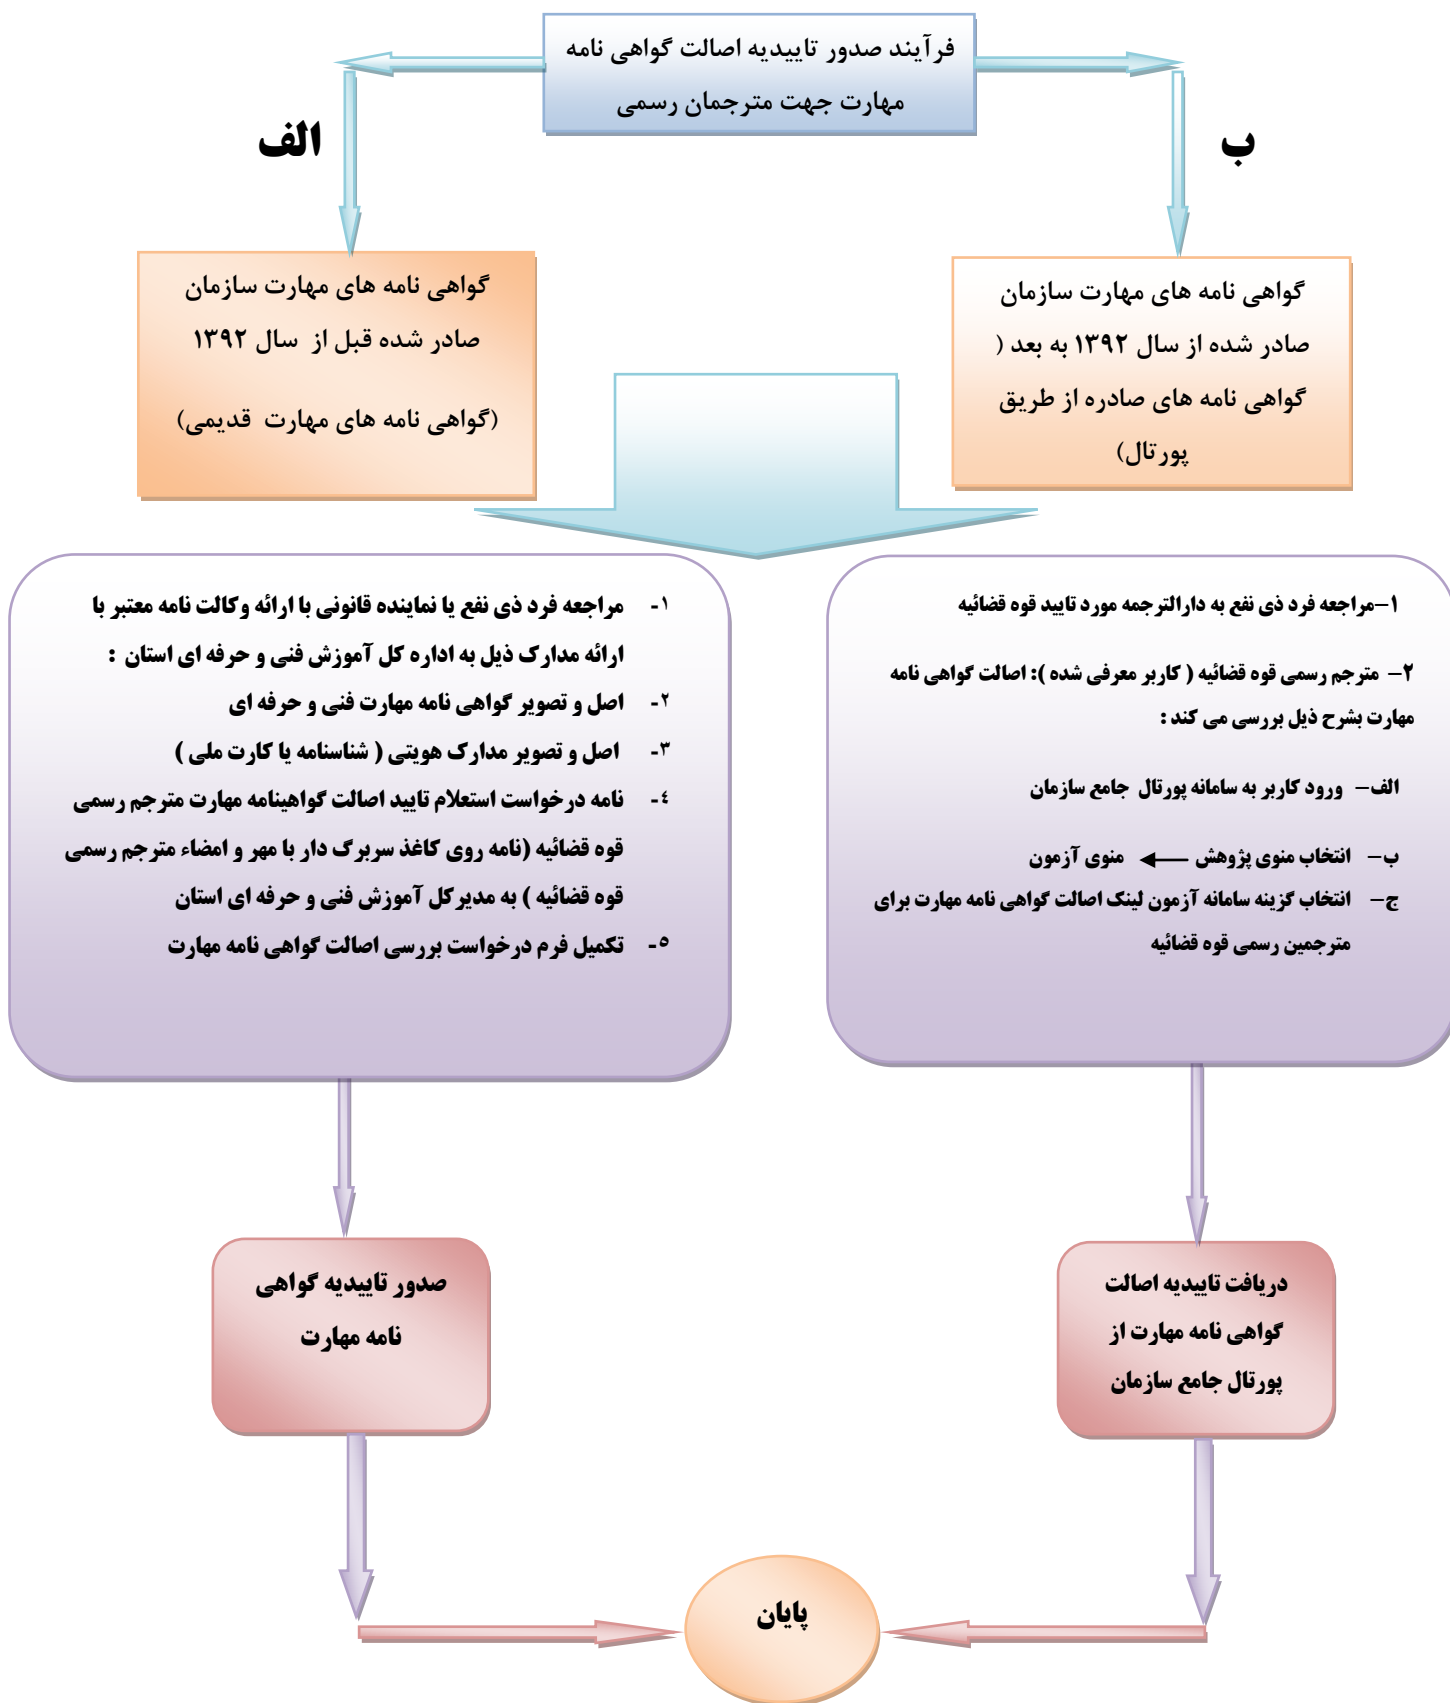 فرآیند صدور تاییدیه اصالت گواهی نامه
مهارت جهت مترجمان رسمی
ب
الف
گواهی نامه های مهارت سازمان
صادر شده از سال ۱۳۹۲ به بعد (
گواهی نامه های صادره از طریق
پورتال)
گواهی نامه های مهارت سازمان
صادر شده قبل از سال ۱۳۹۲
(گواهی نامه های مهارت قدیمی)
۱–مراجعه فرد ذی نفع به دارالترجمه مورد تایید قوه قضائیه
۲– مترجم رسمی قوه قضائیه ( کاربر معرفی شده ): اصالت گواهی نامه
مهارت بشرح ذیل بررسی می کند :
الف– ورود کاربر به سامانه پورتال جامع سازمان
ب– انتخاب منوی پژوهش ← منوی آزمون
ج– انتخاب گزینه سامانه آزمون لینک اصالت گواهی نامه مهارت برای
مترجمین رسمی قوه قضائیه
۱- مراجعه فرد ذی نفع یا نماینده قانونی با ارائه وکالت نامه معتبر با
ارائه مدارک ذیل به اداره کل آموزش فنی و حرفه ای استان :
۲- اصل و تصویر گواهی نامه مهارت فنی و حرفه ای
۳- اصل و تصویر مدارک هویتی ( شناسنامه یا کارت ملی )
٤- نامه درخواست استعلام تایید اصالت گواهینامه مهارت مترجم رسمی
قوه قضائیه (نامه روی کاغذ سربرگ دار با مهر و امضاء مترجم رسمی
قوه قضائیه ) به مدیرکل آموزش فنی و حرفه ای استان
٥- تکمیل فرم درخواست بررسی اصالت گواهی نامه مهارت
دریافت تاییدیه اصالت
گواهی نامه مهارت از
پورتال جامع سازمان
صدور تاییدیه گواهی
نامه مهارت
پایان